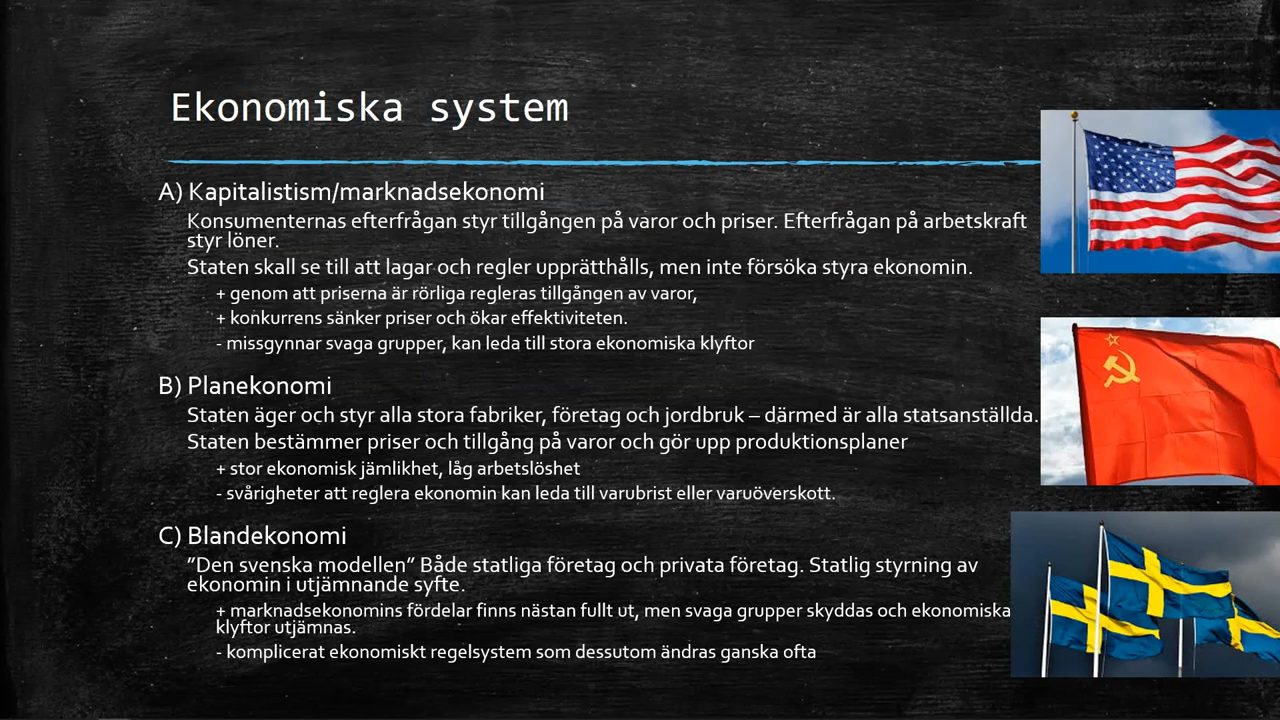 Ekonomiska system
A) Kapitalistism/marknadsekonomi
Konsumenternas efterfrågan styr tillgången på varor och priser. Efterfrågan på arbetskraft
styr löner.
Staten skall se till att lagar och regler upprätthålls, men inte försöka styra ekonomin.
+ genom att priserna är rörliga regleras tillgången av varor,
+ konkurrens sänker priser och ökar effektiviteten.
- missgynnar svaga grupper, kan leda till stora ekonomiska klyftor
B) Planekonomi
Staten äger och styr alla stora fabriker, företag och jordbruk – därmed är alla statsanställda.
Staten bestämmer priser och tillgång på varor och gör upp produktionsplaner
+ stor ekonomisk jämlikhet, låg arbetslöshet
- svårigheter att reglera ekonomin kan leda till varubrist eller varuöverskott.
C) Blandekonomi
”Den svenska modellen” Både statliga företag och privata företag. Statlig styrning av
ekonomin i utjämnande syfte.
+ marknadsekonomins fördelar finns nästan fullt ut, men svaga grupper skyddas och ekonomiska
klyftor utjämnas.
- komplicerat ekonomiskt regelsystem som dessutom ändras ganska ofta